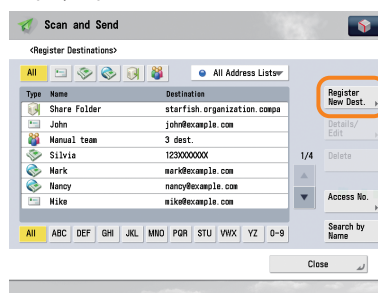 Scan and Send
<Register Destinations>
All
All Address Lists
Type Name Destination
Share Folder starfish.organization.compa
John john@example.com
Manual team 3 dest.
Silvia 123XXXXXXX
Mark mark@example.com
Nancy nancy@example.com
Mike mike@example.com
1/4
Register
New Dest.
Details/
Edit
Delete
Access No.
Search by
Name
All ABC DEF GHI JKL MNO PQR STU VWX YZ 0-9
Close